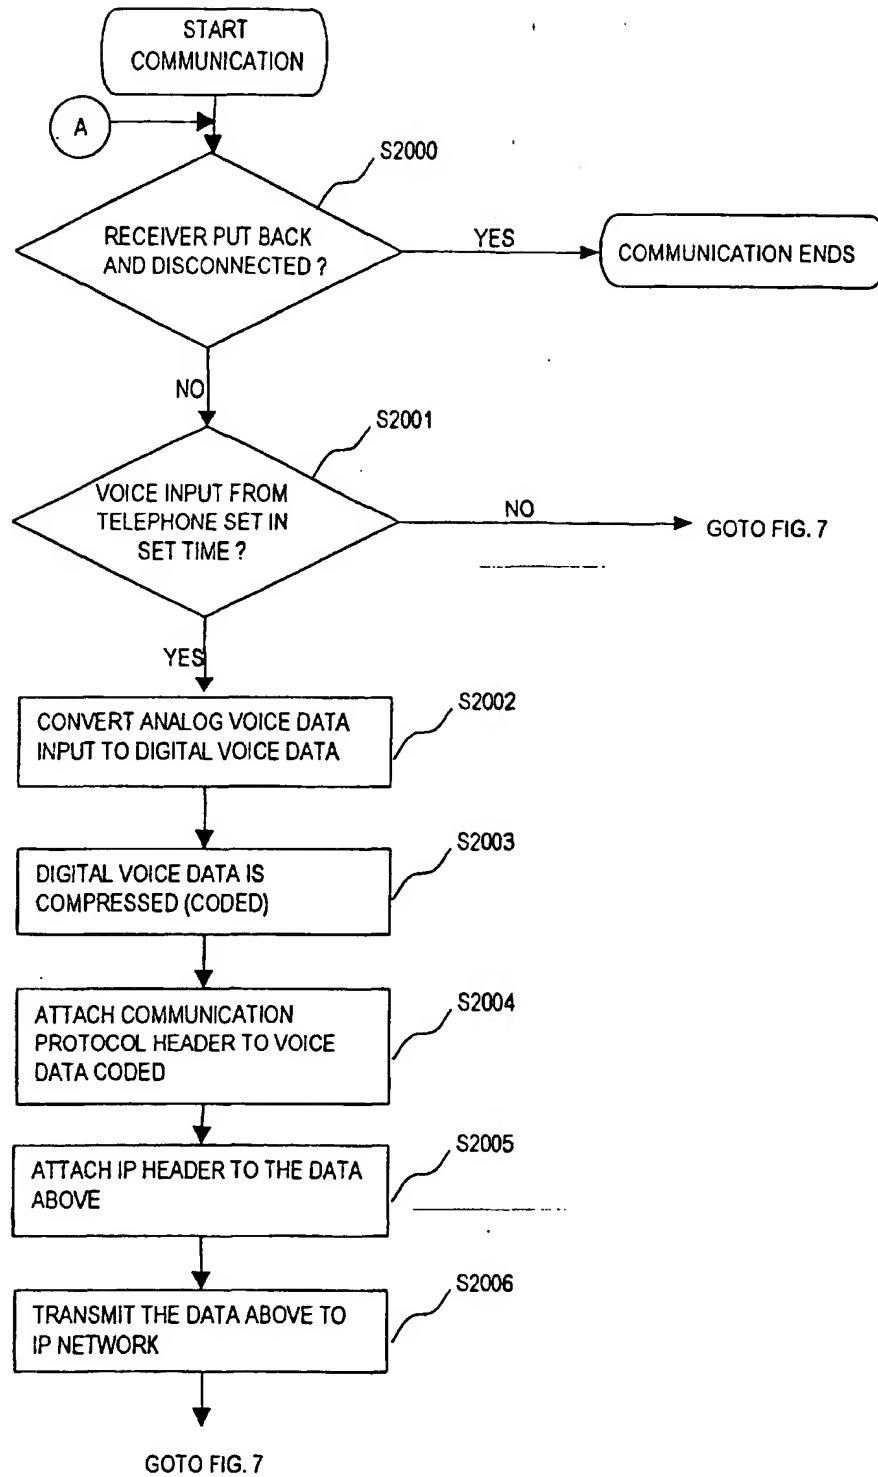 START
COMMUNICATION
A
S2000
RECEIVER PUT BACK
AND DISCONNECTED ?
YES
COMMUNICATION ENDS
NO
S2001
VOICE INPUT FROM
TELEPHONE SET IN
SET TIME ?
NO
GOTO FIG. 7
YES
S2002
CONVERT ANALOG VOICE DATA
INPUT TO DIGITAL VOICE DATA
S2003
DIGITAL VOICE DATA IS
COMPRESSED (CODED)
S2004
ATTACH COMMUNICATION
PROTOCOL HEADER TO VOICE
DATA CODED
S2005
ATTACH IP HEADER TO THE DATA
ABOVE
S2006
TRANSMIT THE DATA ABOVE TO
IP NETWORK
GOTO FIG. 7